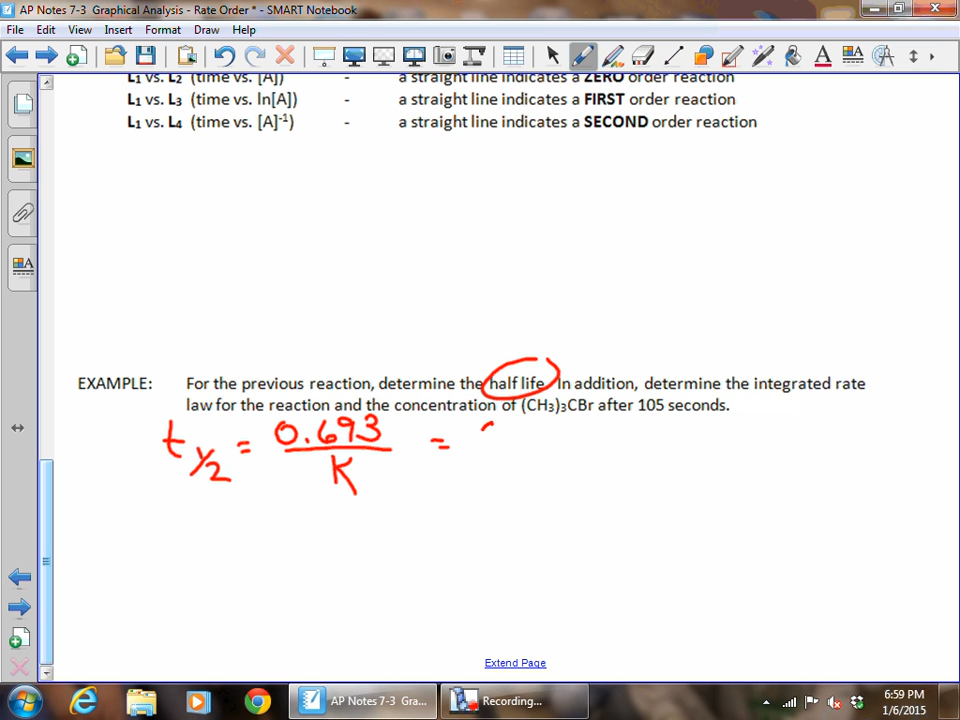 AP Notes 7-3 Graphical Analysis - Rate Order * - SMART Notebook
File Edit View Insert Format Draw Help
L1 vs. L2 (time vs. [A]) - a straight line indicates a ZERO order reaction
L1 vs. L3 (time vs. ln[A]) - a straight line indicates a FIRST order reaction
L1 vs. L4 (time vs. [A]-1) - a straight line indicates a SECOND order reaction
EXAMPLE: For the previous reaction, determine the half life. In addition, determine the integrated rate
law for the reaction and the concentration of (CH3)3CBr after 105 seconds.
t 1/2 = 0.693 / K =
Extend Page
AP Notes 7-3 Gra... Recording... 6:59 PM
1/6/2015